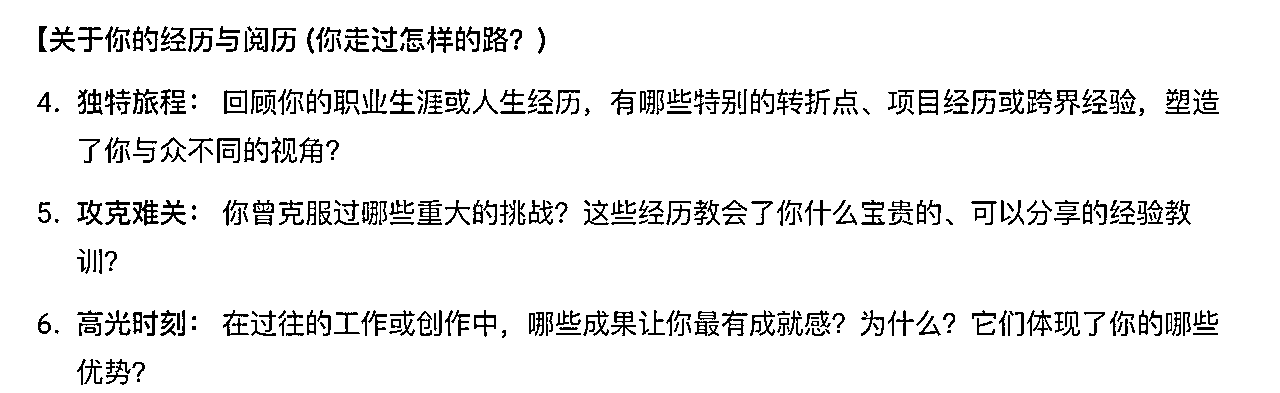 【关于你的经历与阅历 (你走过怎样的路？)
4. 独特旅程： 回顾你的职业生涯或人生经历，有哪些特别的转折点、项目经历或跨界经验，塑造
了你与众不同的视角?
5. 攻克难关： 你曾克服过哪些重大的挑战？这些经历教会了你什么宝贵的、可以分享的经验教
训?
6. 高光时刻： 在过往的工作或创作中，哪些成果让你最有成就感？为什么？它们体现了你的哪些
优势?